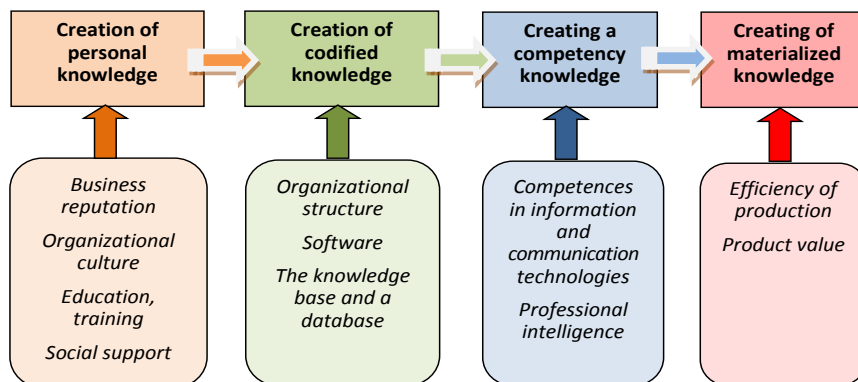 Creation of
personal
knowledge
Creation of
codified
knowledge
Creating a
competency
knowledge
Creating of
materialized
knowledge
Business
reputation
Organizational
culture
Education,
training
Social support
Organizational
structure
Software
The knowledge
base and a
database
Competences
in information
and
communication
technologies
Professional
intelligence
Efficiency of
production
Product value